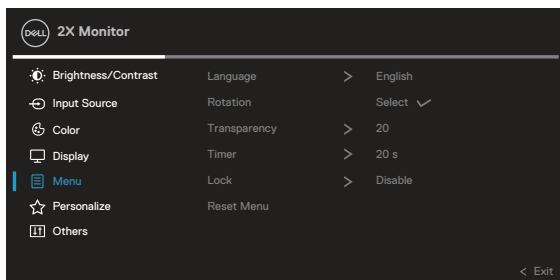 DELL 2X Monitor
Brightness/Contrast Language > English
Input Source Rotation Select ✓
Color Transparency > 20
Display Timer > 20 s
Menu Lock > Disable
Personalize Reset Menu
Others
< Exit